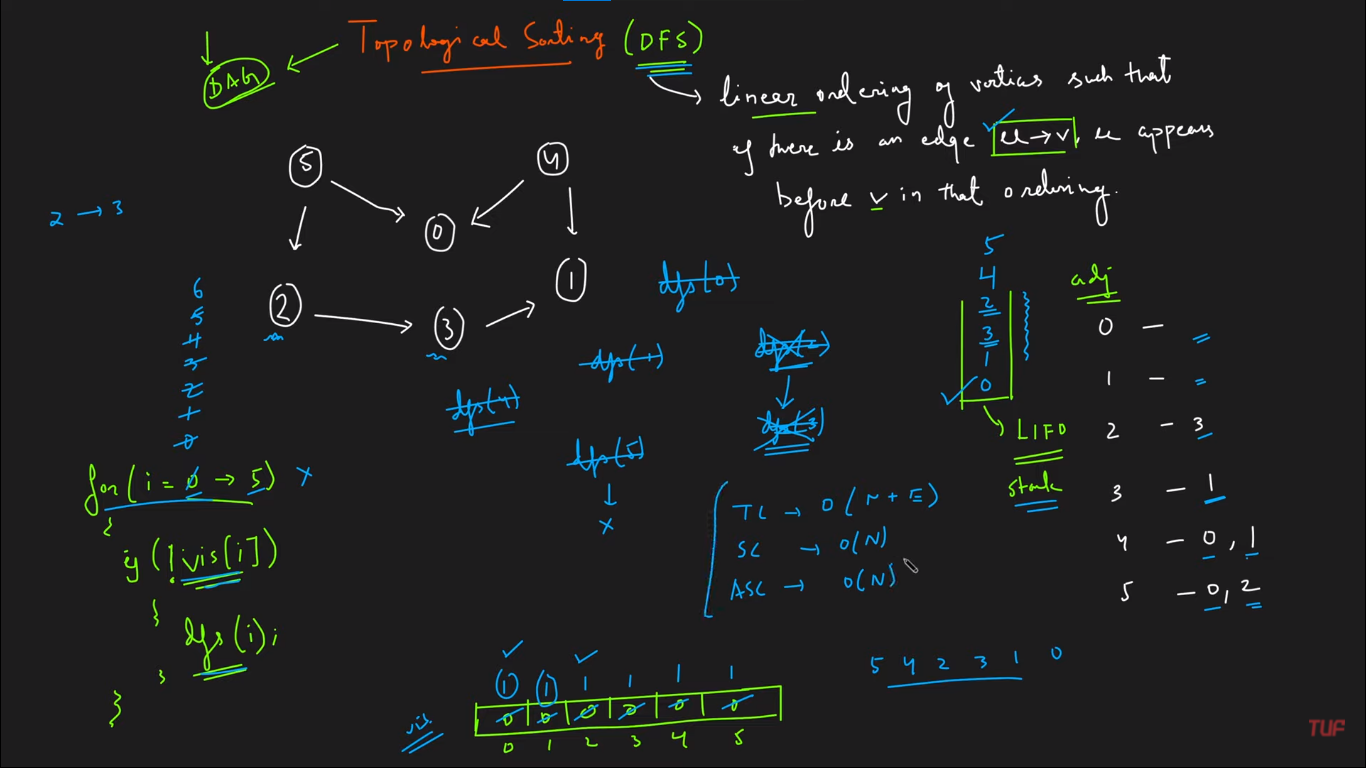 Topological Sorting (DFS)
DAG
linear ordering of vertices such that
if there is an edge u → v, u appears
before v in that ordering.
5
4
0
1
2
3
2 → 3
6
5
4
3
2
1
0
for(i = 0 → 5) x
{
if (!vis[i])
}
dfs(i);
}
}
dfs(0)
dfs(1)
dfs(2)
dfs(3)
dfs(4)
dfs(5)
x
5
4
2
3
1
0
LIFO
stack
adj
0 -
1 -
2 - 3
3 - 1
4 - 0, 1
5 - 0, 2
TC → O(N + E)
SC → O(N)
ASC → O(N)
5 4 2 3 1 0
1 1 1 1 1 1
vis
0 0 0 0 0 0
0 1 2 3 4 5
TUF